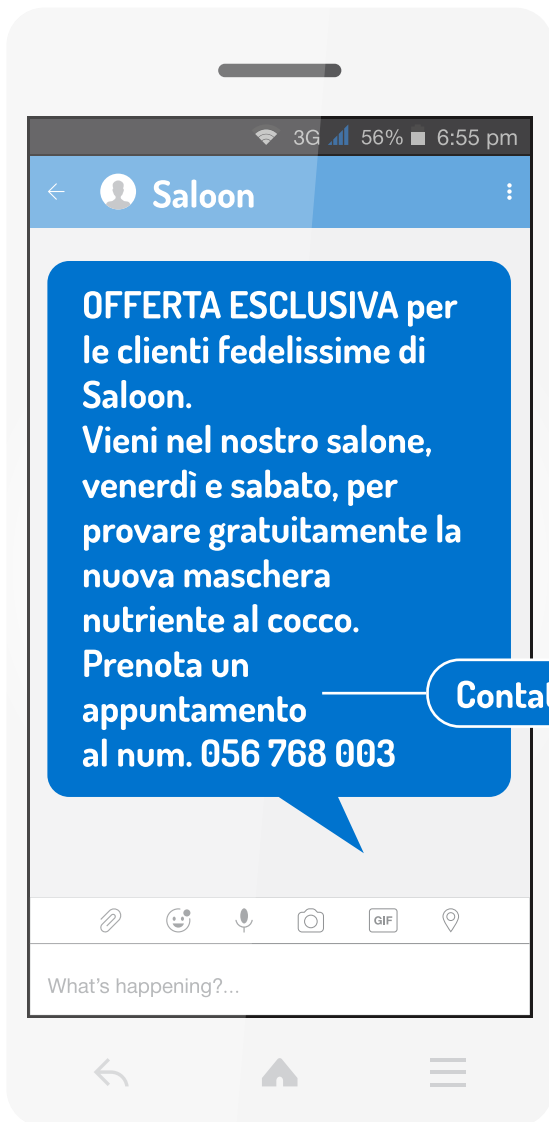 3G 56% 6:55 pm
Saloon
OFFERTA ESCLUSIVA per
le clienti fedelissime di
Saloon.
Vieni nel nostro salone,
venerdì e sabato, per
provare gratuitamente la
nuova maschera
nutriente al cocco.
Prenota un
appuntamento
al num. 056 768 003
GIF
What's happening?...